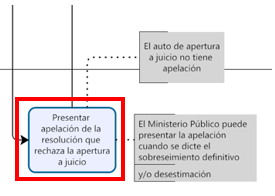 El auto de apertura
a juicio no tiene
apelación
Presentar
apelación de la
resolución que
rechaza la apertura
a juicio
El Ministerio Público puede
presentar la apelación
cuando se dicte el
sobreseimiento definitivo
y/o desestimación